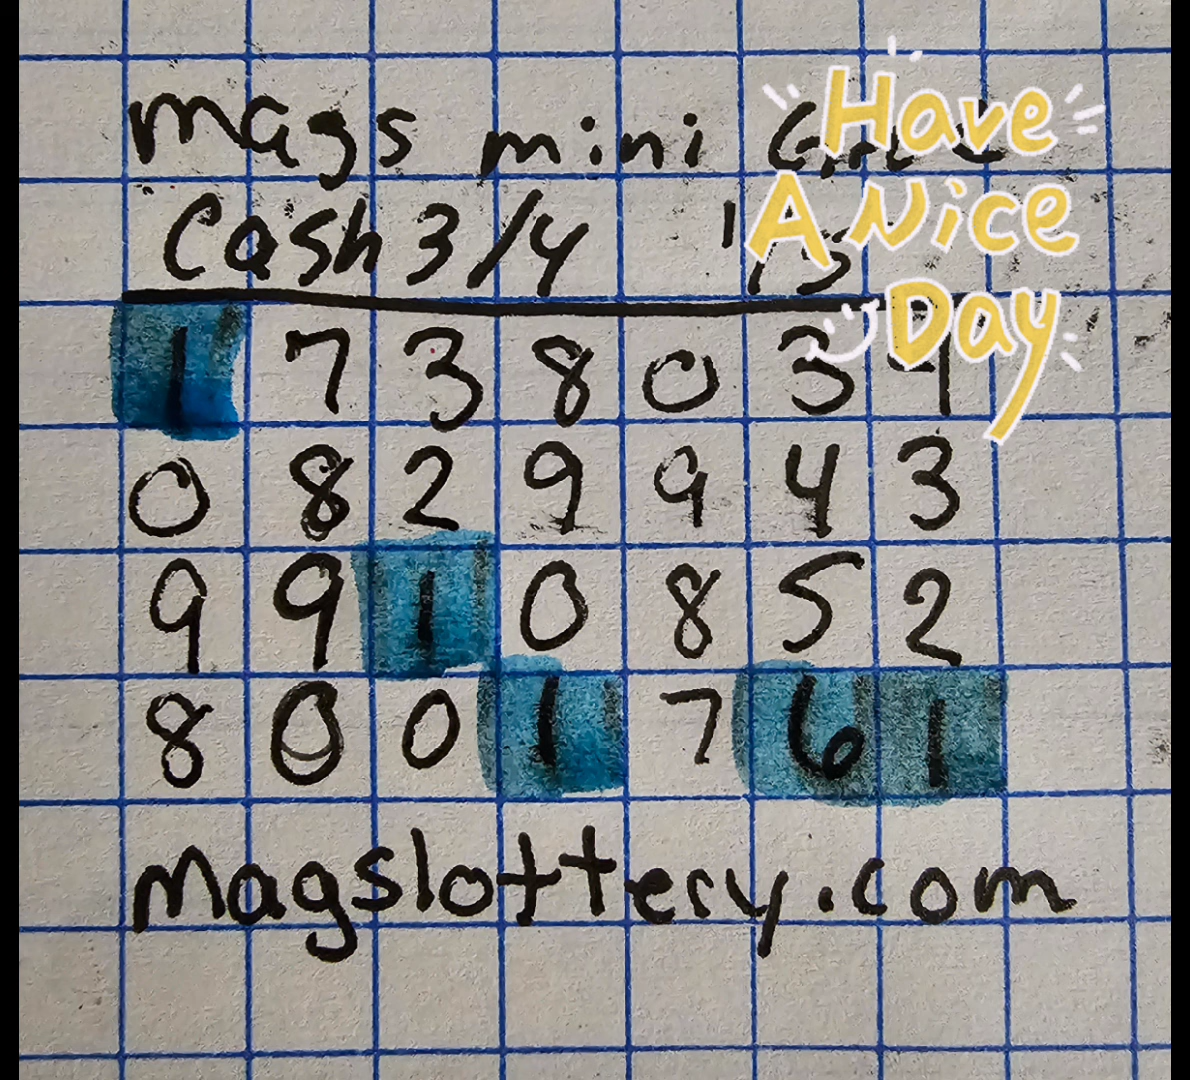 mags mini
Cash 3/4
Have
A Nice
Day
1 7 3 8 0 3 4
0 8 2 9 9 4 3
9 9 1 0 8 5 2
8 0 0 1 7 6 1
magslottery.com